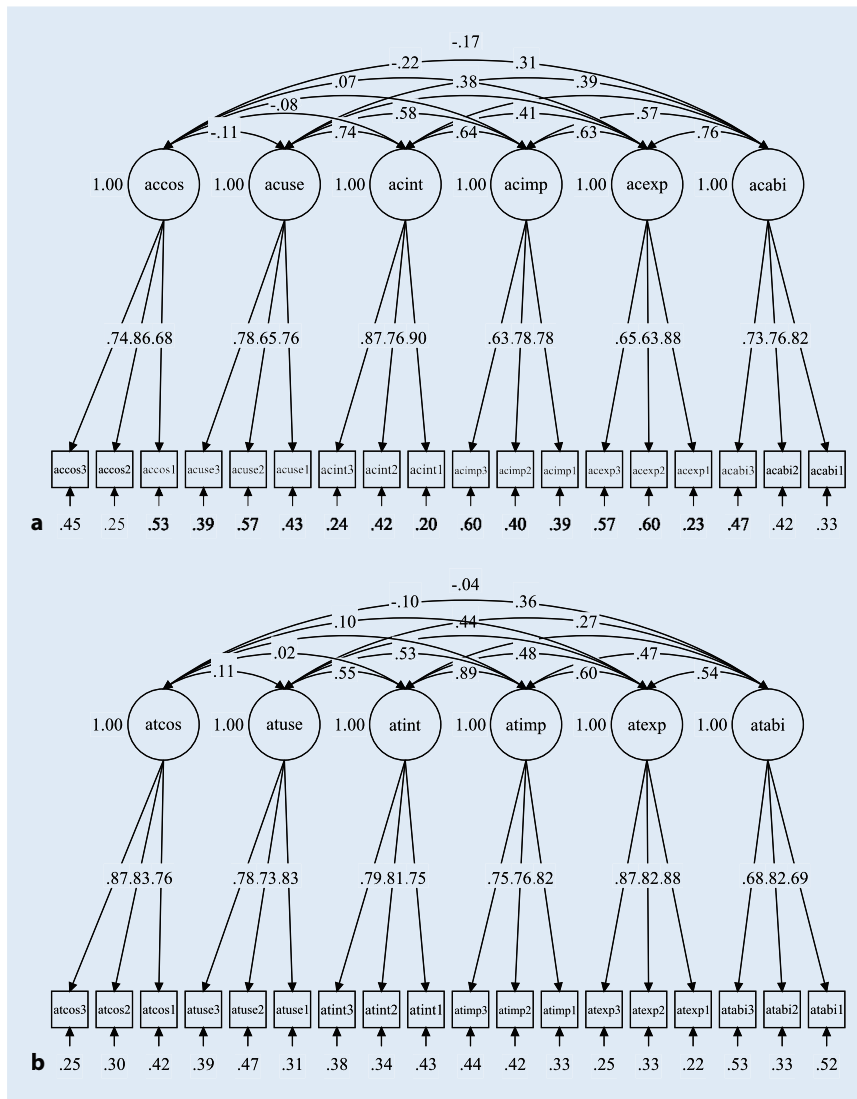 -.17
-.22 .31
.07 .38 .39
-.08 .58 .41 .57
-.11 .74 .64 .63 .76
1.00 accos 1.00 acuse 1.00 acint 1.00 acimp 1.00 acexp 1.00 acabi
.74.86.68 .78.65.76 .87.76.90 .63.78.78 .65.63.88 .73.76.82
accos3 accos2 accos1 acuse3 acuse2 acuse1 acint3 acint2 acint1 acimp3 acimp2 acimp1 acexp3 acexp2 acexp1 acabi3 acabi2 acabi1
a .45 .25 .53 .39 .57 .43 .24 .42 .20 .60 .40 .39 .57 .60 .23 .47 .42 .33
-.04
-.10 .36
.10 .44 .27
.02 .53 .48 .47
.11 .55 .89 .60 .54
1.00 atcos 1.00 atuse 1.00 atint 1.00 atimp 1.00 atexp 1.00 atabi
.87.83.76 .78.73.83 .79.81.75 .75.76.82 .87.82.88 .68.82.69
atcos3 atcos2 atcos1 atuse3 atuse2 atuse1 atint3 atint2 atint1 atimp3 atimp2 atimp1 atexp3 atexp2 atexp1 atabi3 atabi2 atabi1
b .25 .30 .42 .39 .47 .31 .38 .34 .43 .44 .42 .33 .25 .33 .22 .53 .33 .52